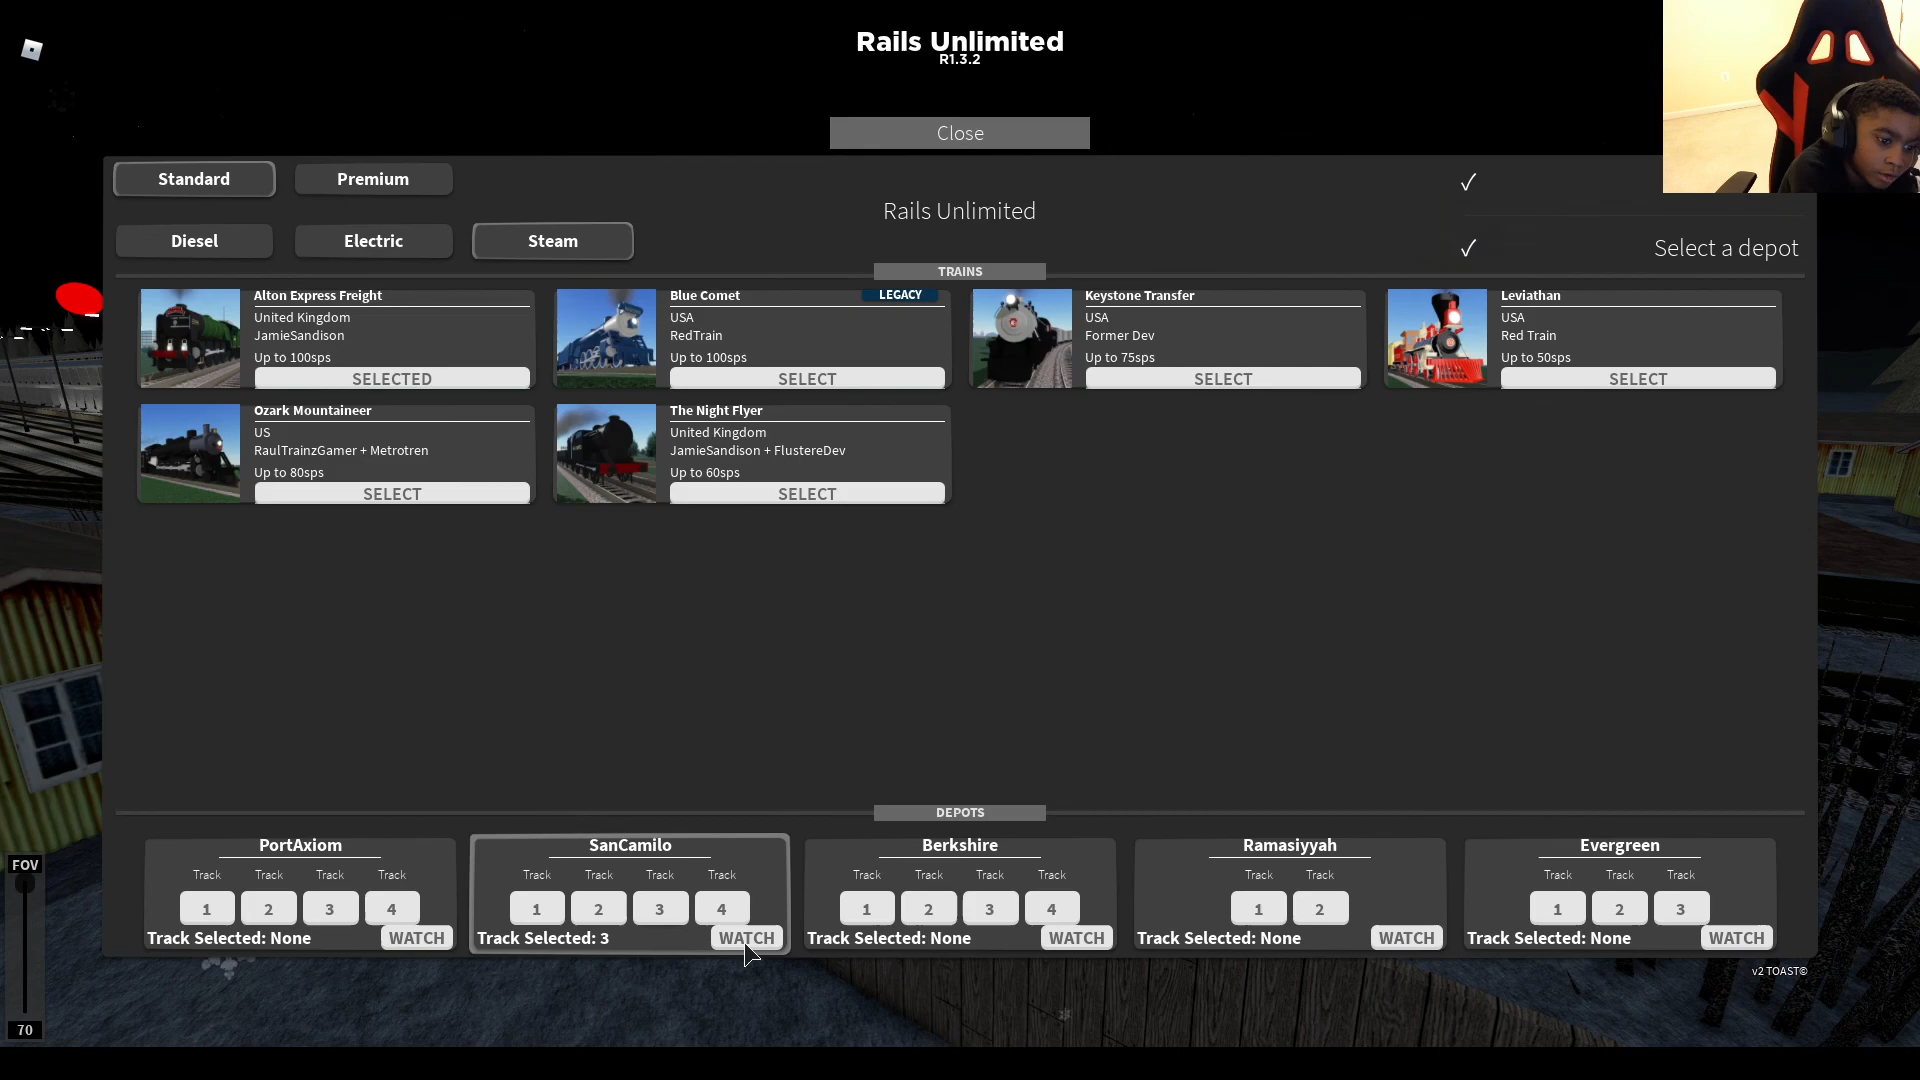 Rails Unlimited
R1.3.2
Close
Standard
Premium
Rails Unlimited
✓
Diesel
Electric
Steam
✓
Select a depot
TRAINS
Alton Express Freight
United Kingdom
JamieSandison
Up to 100sps
SELECTED
Blue Comet
LEGACY
USA
RedTrain
Up to 100sps
SELECT
Keystone Transfer
USA
Former Dev
Up to 75sps
SELECT
Leviathan
USA
Red Train
Up to 50sps
SELECT
Ozark Mountaineer
US
RaulTrainzGamer + Metrotren
Up to 80sps
SELECT
The Night Flyer
United Kingdom
JamieSandison + FlustereDev
Up to 60sps
SELECT
DEPOTS
PortAxiom
Track Track Track Track
1 2 3 4
Track Selected: None WATCH
SanCamilo
Track Track Track Track
1 2 3 4
Track Selected: 3 WATCH
Berkshire
Track Track Track Track
1 2 3 4
Track Selected: None WATCH
Ramasiyyah
Track Track
1 2
Track Selected: None WATCH
Evergreen
Track Track Track
1 2 3
Track Selected: None WATCH
FOV
70
v2 TOAST©